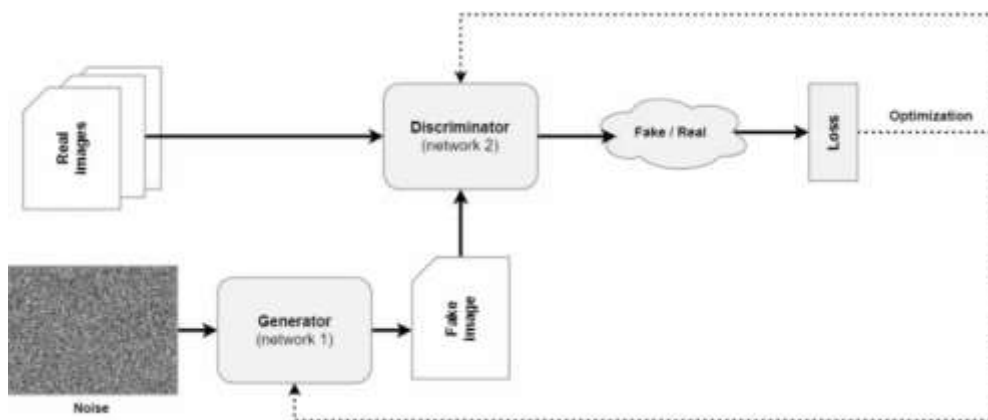 Real
Images
Discriminator
(network 2)
Fake / Real
Loss
Optimization
Noise
Generator
(network 1)
Fake
Image